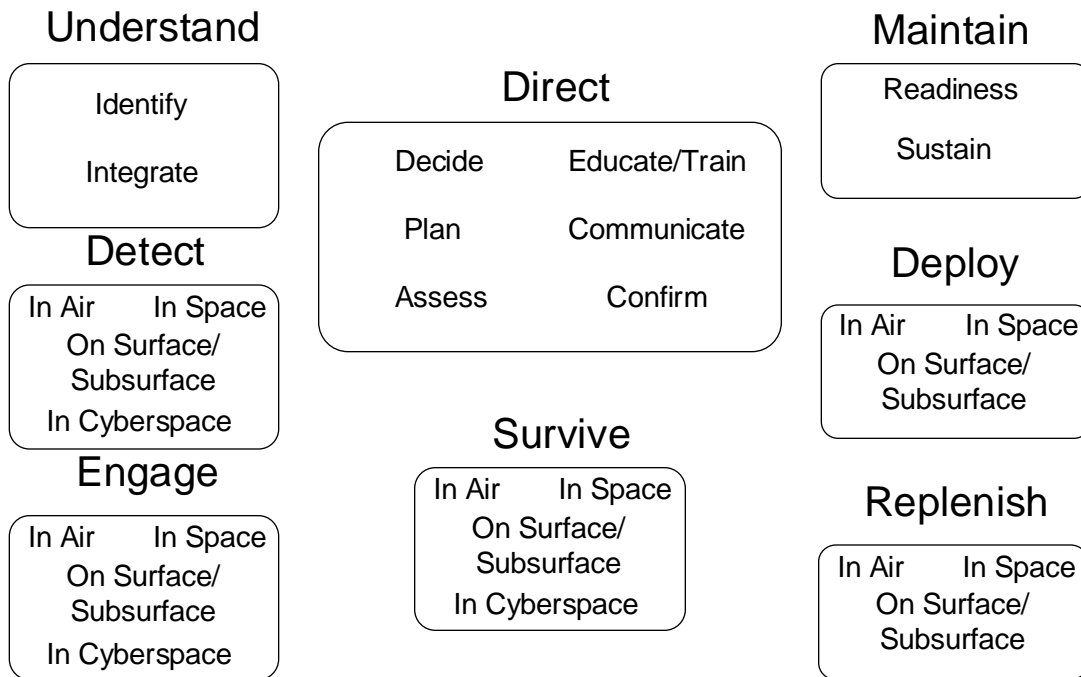 Understand
Identify
Integrate
Detect
In Air In Space
On Surface/
Subsurface
In Cyberspace
Engage
In Air In Space
On Surface/
Subsurface
In Cyberspace
Direct
Decide Educate/Train
Plan Communicate
Assess Confirm
Survive
In Air In Space
On Surface/
Subsurface
In Cyberspace
Maintain
Readiness
Sustain
Deploy
In Air In Space
On Surface/
Subsurface
Replenish
In Air In Space
On Surface/
Subsurface